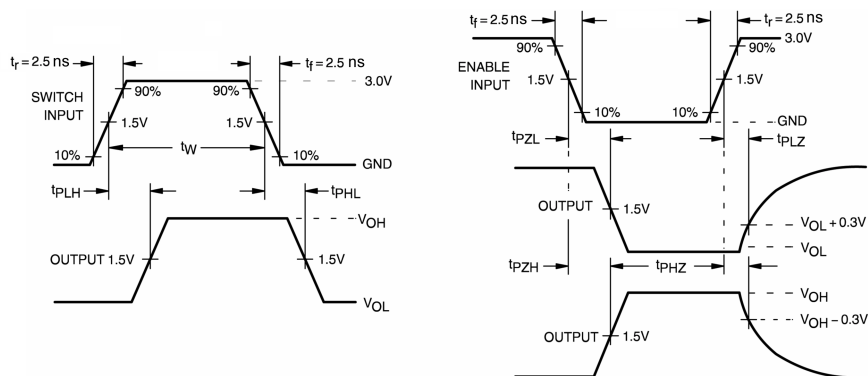 tr = 2.5 ns
tf = 2.5 ns
3.0V
90%
90%
SWITCH
INPUT
1.5V
1.5V
tW
10%
10%
GND
tPLH
tPHL
VOH
OUTPUT 1.5V
1.5V
VOL
tf = 2.5 ns
tr = 2.5 ns
3.0V
90%
90%
ENABLE
INPUT
1.5V
1.5V
10%
10%
GND
tPZL
tPLZ
OUTPUT
1.5V
VOL + 0.3V
VOL
tPZH
tPHZ
VOH
VOH – 0.3V
OUTPUT
1.5V